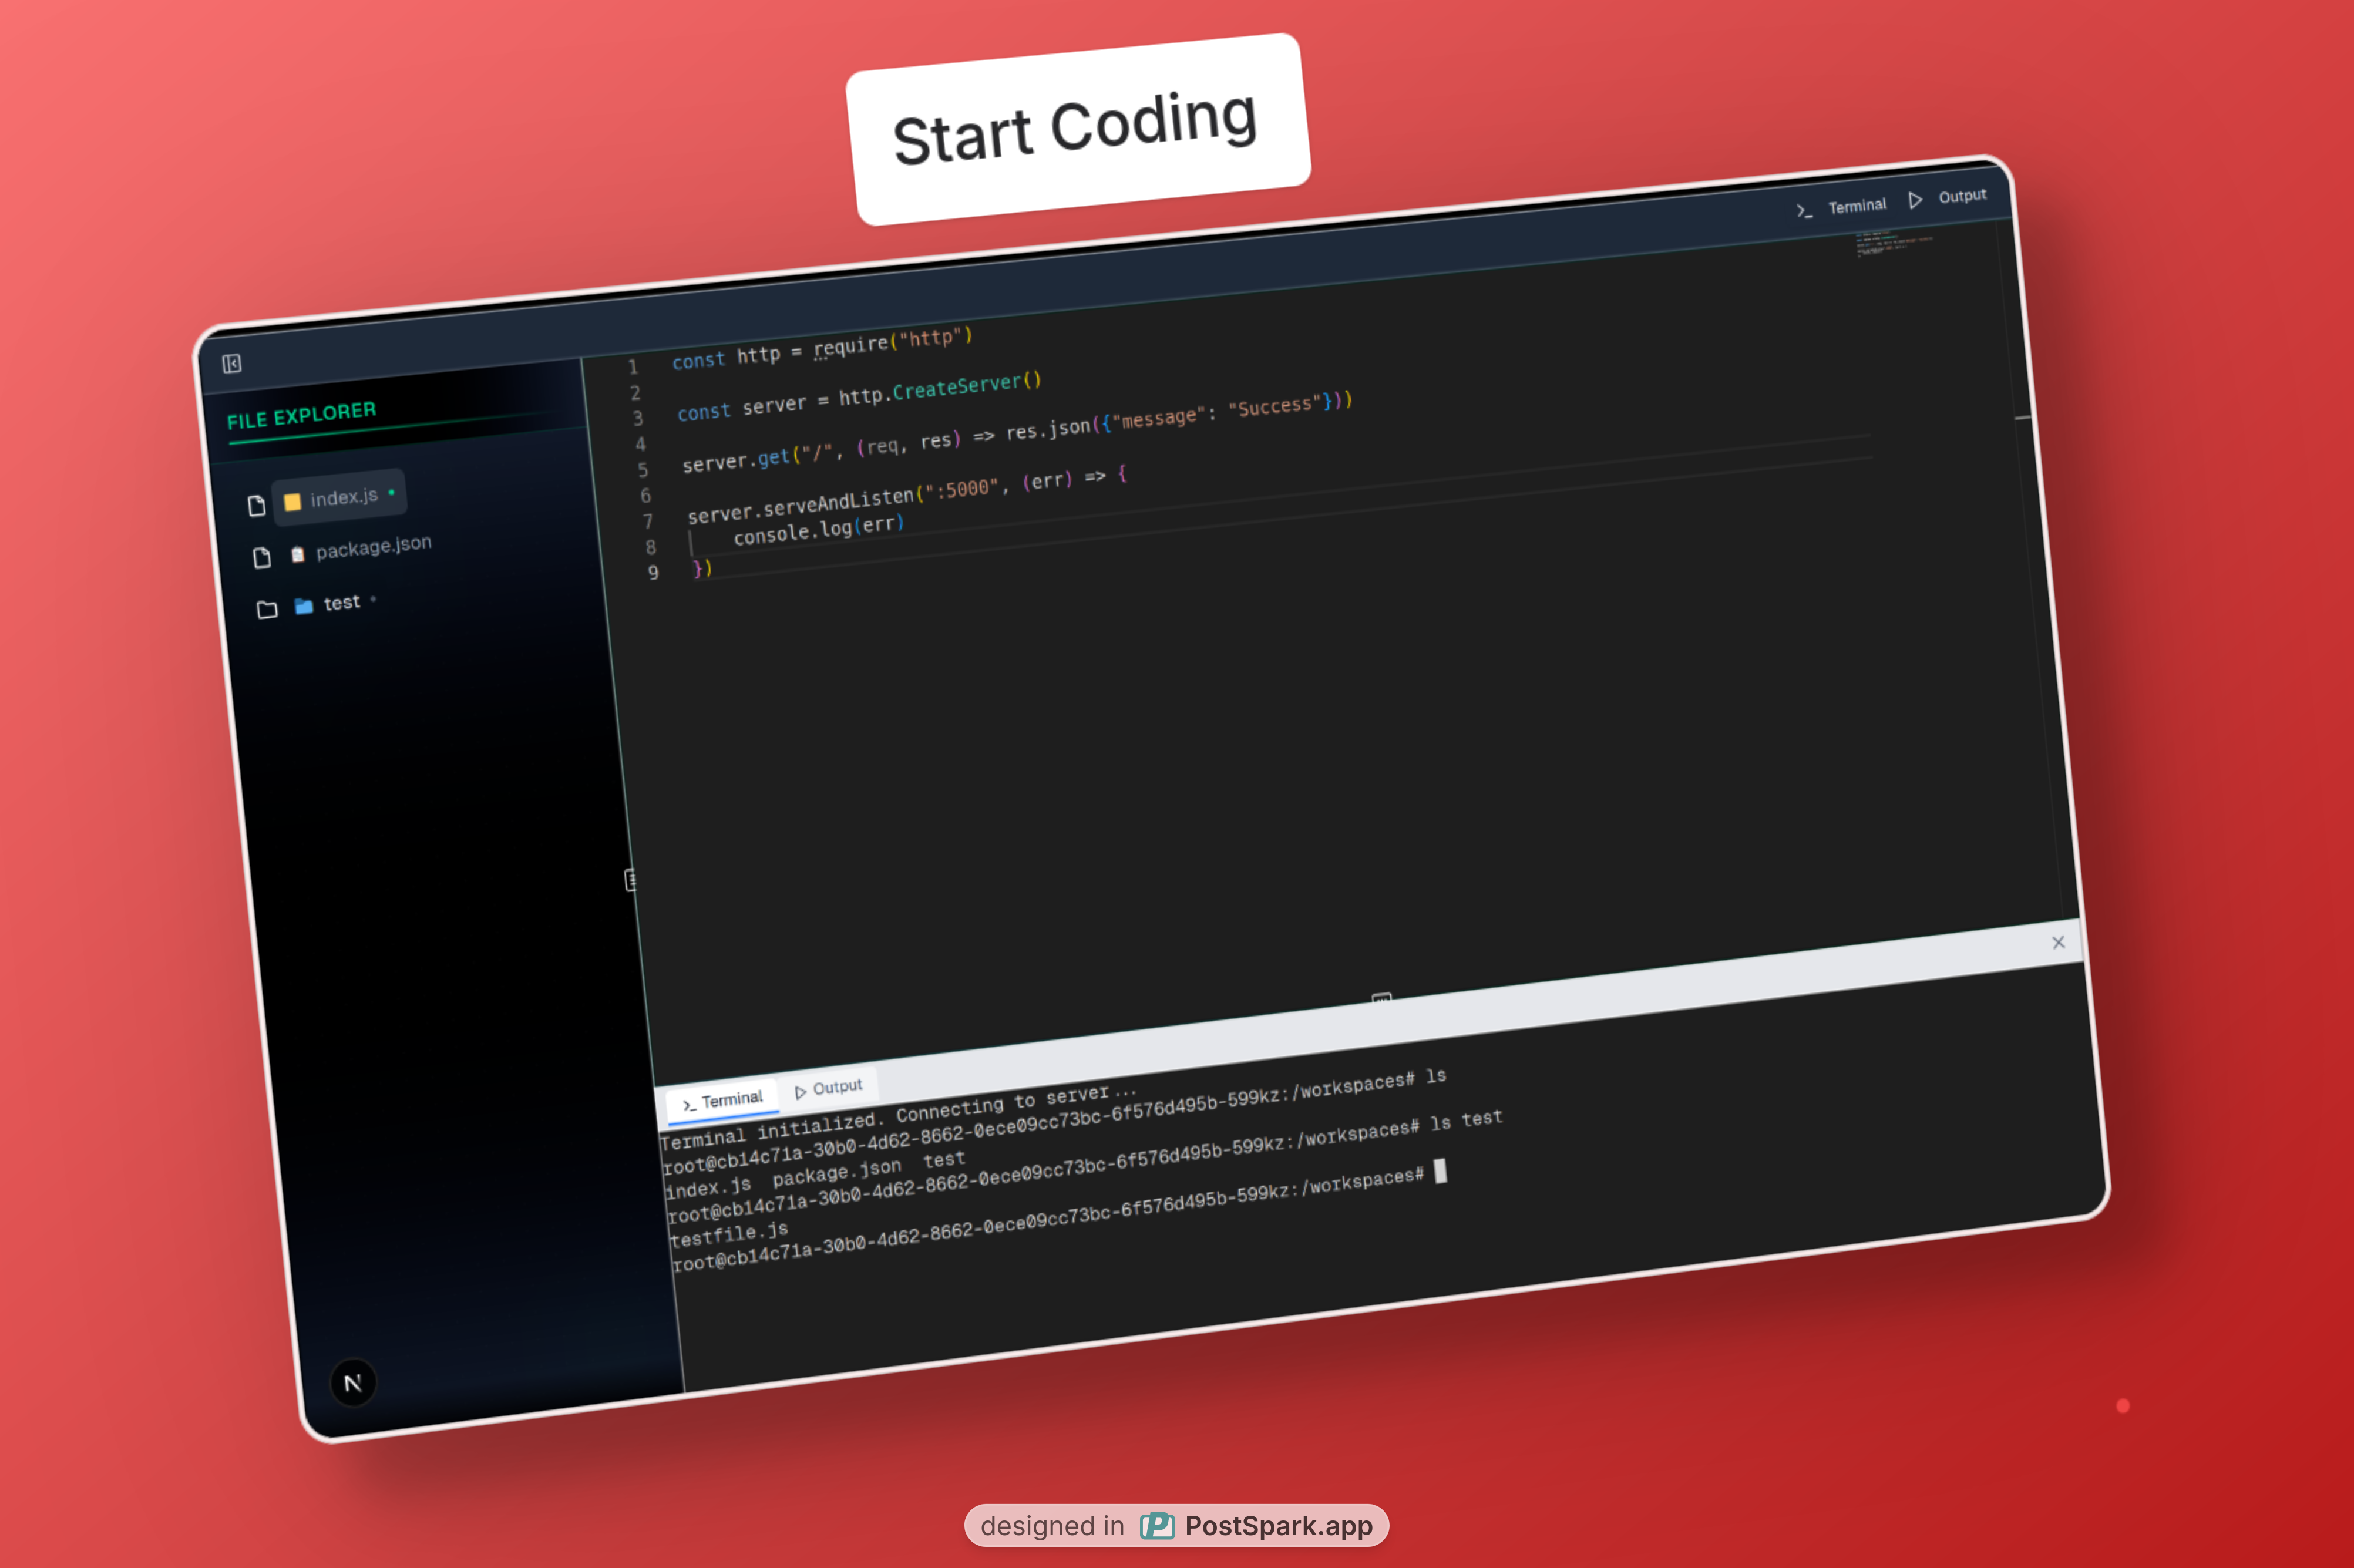 Start Coding
Terminal
Output
FILE EXPLORER
index.js
package.json
test
1 const http = require("http")
2
3 const server = http.CreateServer()
4
5 server.get("/", (req, res) => res.json({"message": "Success"}))
6
7 server.serveAndListen(":5000", (err) => {
8     console.log(err)
9 })
Terminal
Output
Terminal initialized. Connecting to server...
root@cb14c71a-30b0-4d62-8662-0ece09cc73bc-6f576d495b-599kz:/workspaces# ls
index.js  package.json  test
root@cb14c71a-30b0-4d62-8662-0ece09cc73bc-6f576d495b-599kz:/workspaces# ls test
testfile.js
root@cb14c71a-30b0-4d62-8662-0ece09cc73bc-6f576d495b-599kz:/workspaces#
N
designed in P PostSpark.app